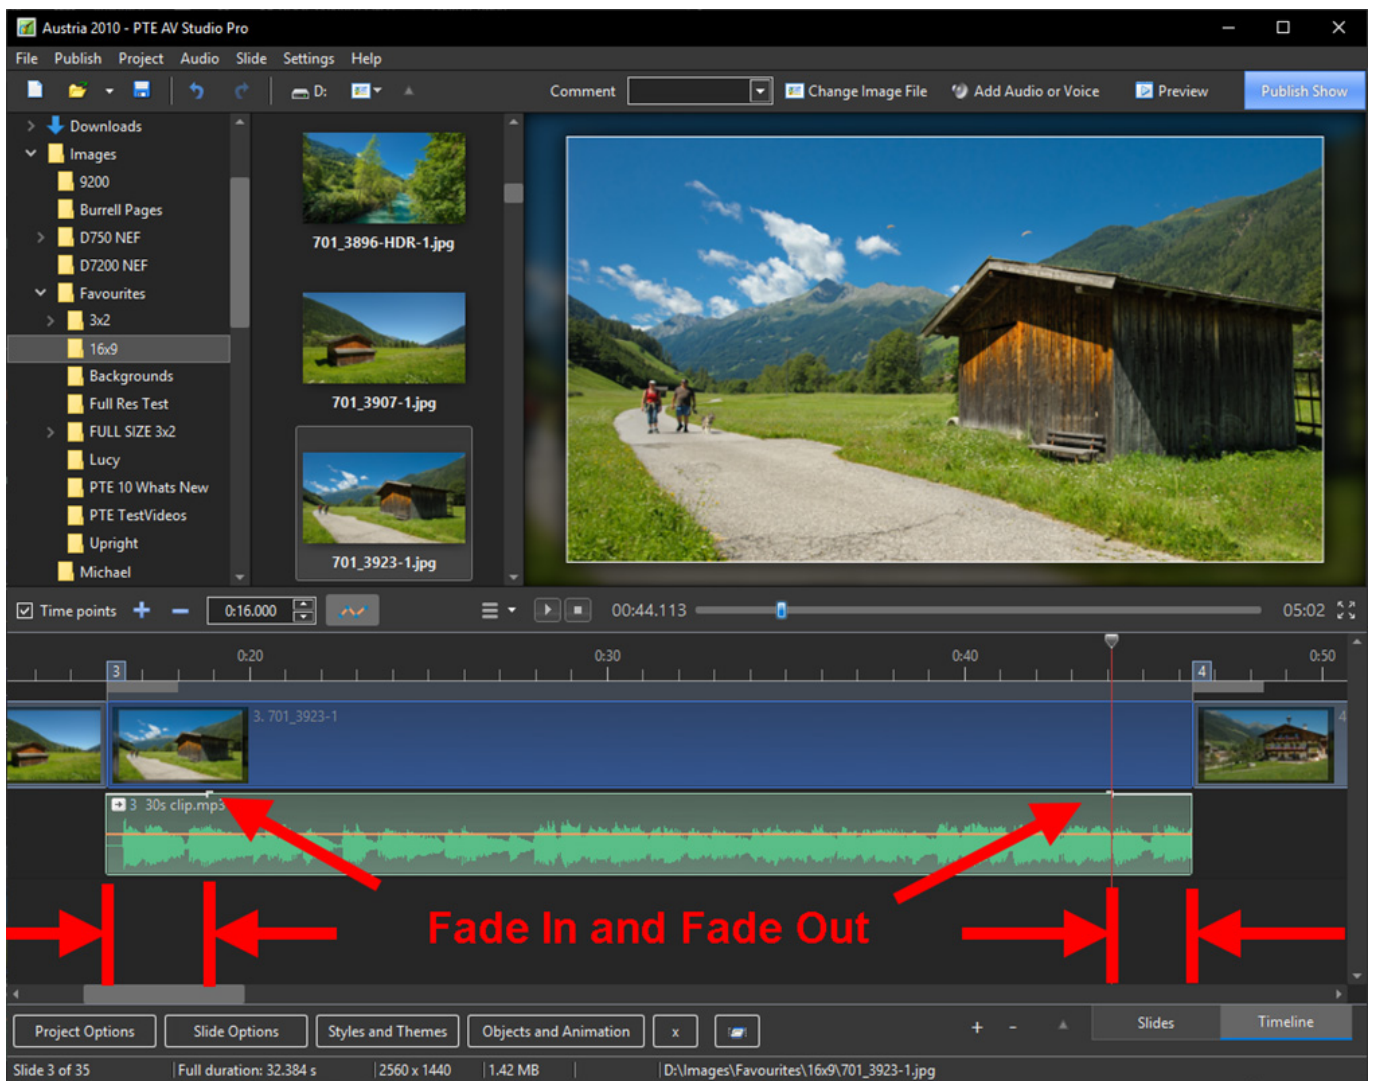 Austria 2010 - PTE AV Studio Pro
File Publish Project Audio Slide Settings Help
D: Comment Change Image File Add Audio or Voice Preview Publish Show
Downloads
Images
9200
Burrell Pages
D750 NEF
D7200 NEF
Favourites
3x2
16x9
Backgrounds
Full Res Test
FULL SIZE 3x2
Lucy
PTE 10 Whats New
PTE TestVideos
Upright
Michael
701_3896-HDR-1.jpg
701_3907-1.jpg
701_3923-1.jpg
Time points 0:16.000 00:44.113 05:02
0:20 0:30 0:40 0:50
3 4
3. 701_3923-1 4
3 30s clip.mp3
Fade In and Fade Out
Project Options Slide Options Styles and Themes Objects and Animation x + - Slides Timeline
Slide 3 of 35 Full duration: 32.384 s 2560 x 1440 1.42 MB D:\Images\Favourites\16x9\701_3923-1.jpg